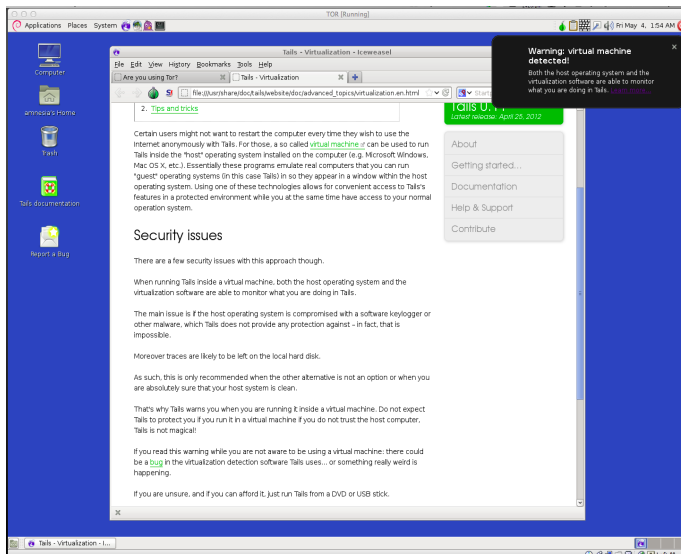 TOR [Running]
Applications Places System
Fri May 4, 1:54 AM
Tails - Virtualization - Iceweasel
File Edit View History Bookmarks Tools Help
Are you using Tor?
Tails - Virtualization
file:///usr/share/doc/tails/website/doc/advanced_topics/virtualization.en.html
Warning: virtual machine
detected!
Both the host operating system and the
virtualization software are able to monitor
what you are doing in Tails.
Computer
amnesia's Home
Trash
Tails documentation
Report a Bug
2. Tips and tricks
Latest release: April 25, 2012
About
Getting started...
Documentation
Help & Support
Contribute
Certain users might not want to restart the computer every time they wish to use the
Internet anonymously with Tails. For those, a so called virtual machine can be used to run
Tails inside the "host" operating system installed on the computer (e.g. Microsoft Windows,
Mac OS X, etc.). Essentially these programs emulate real computers that you can run
"guest" operating systems (in this case Tails) in so they appear in a window within the host
operating system. Using one of these technologies allows for convenient access to Tails's
features in a protected environment while you at the same time have access to your normal
operation system.
Security issues
There are a few security issues with this approach though.
When running Tails inside a virtual machine, both the host operating system and the
virtualization software are able to monitor what you are doing in Tails.
The main issue is if the host operating system is compromised with a software keylogger or
other malware, which Tails does not provide any protection against – in fact, that is
impossible.
Moreover traces are likely to be left on the local hard disk.
As such, this is only recommended when the other alternative is not an option or when you
are absolutely sure that your host system is clean.
That's why Tails warns you when you are running it inside a virtual machine. Do not expect
Tails to protect you if you run it in a virtual machine if you do not trust the host computer,
Tails is not magical!
If you read this warning while you are not aware to be using a virtual machine: there could
be a bug in the virtualization detection software Tails uses... or something really weird is
happening.
If you are unsure, and if you can afford it, just run Tails from a DVD or USB stick.
Tails - Virtualization - I...